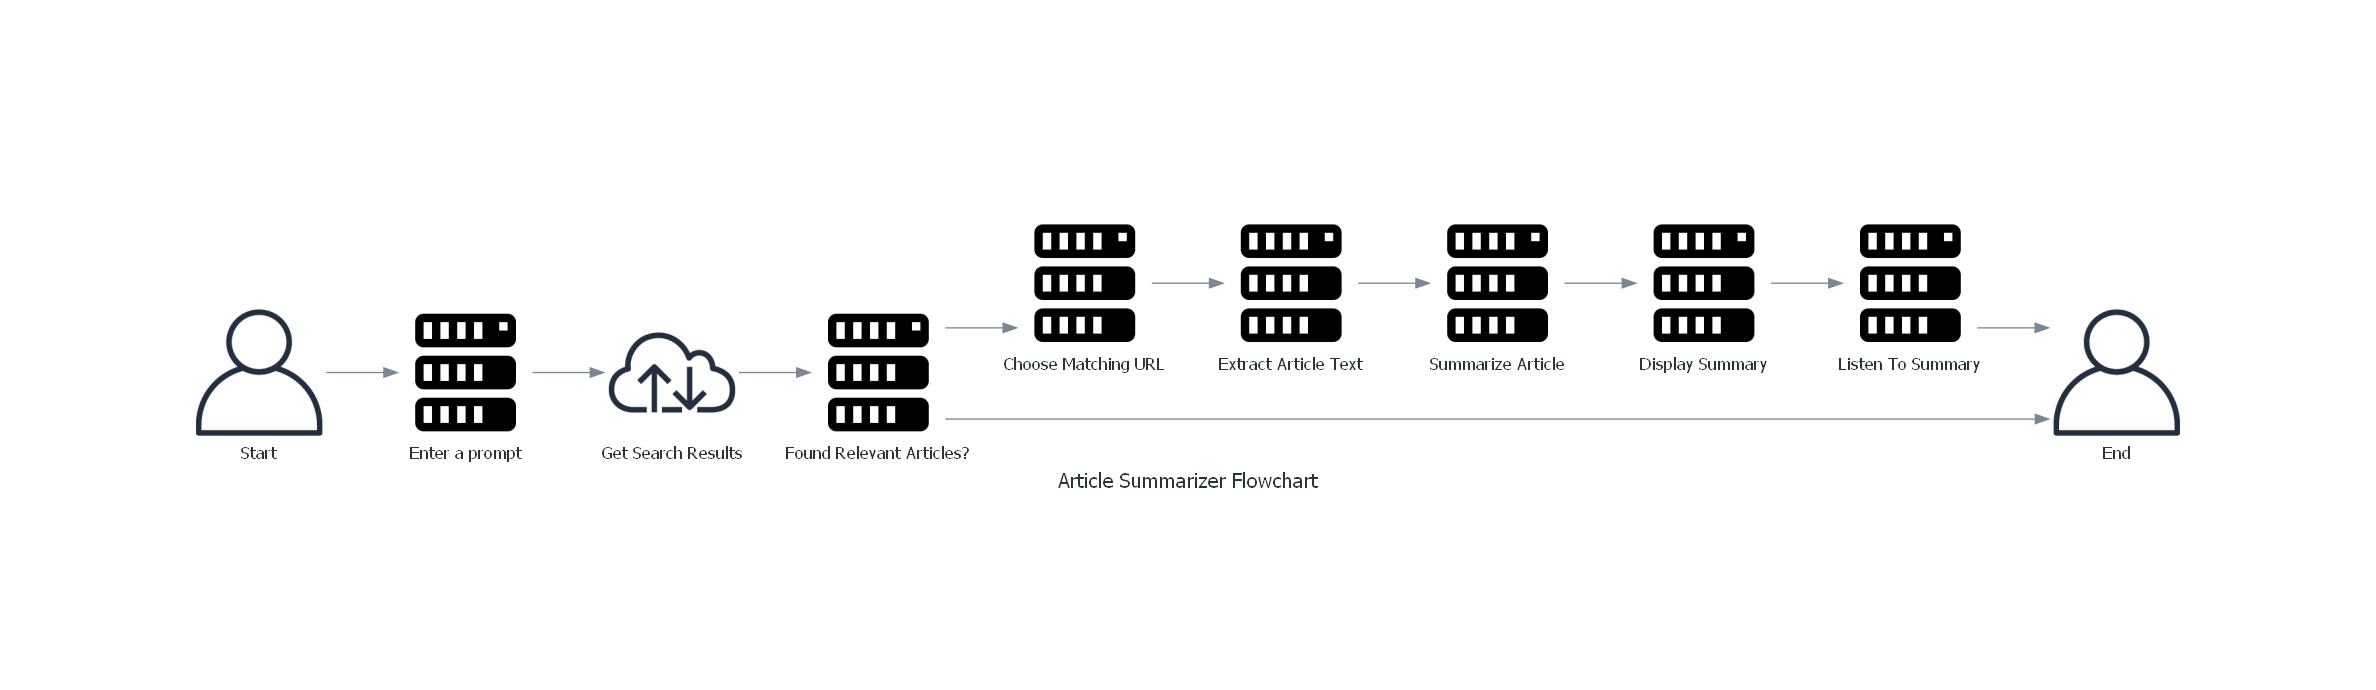 Start
Enter a prompt
Get Search Results
Found Relevant Articles?
Choose Matching URL
Extract Article Text
Summarize Article
Display Summary
Listen To Summary
End
Article Summarizer Flowchart